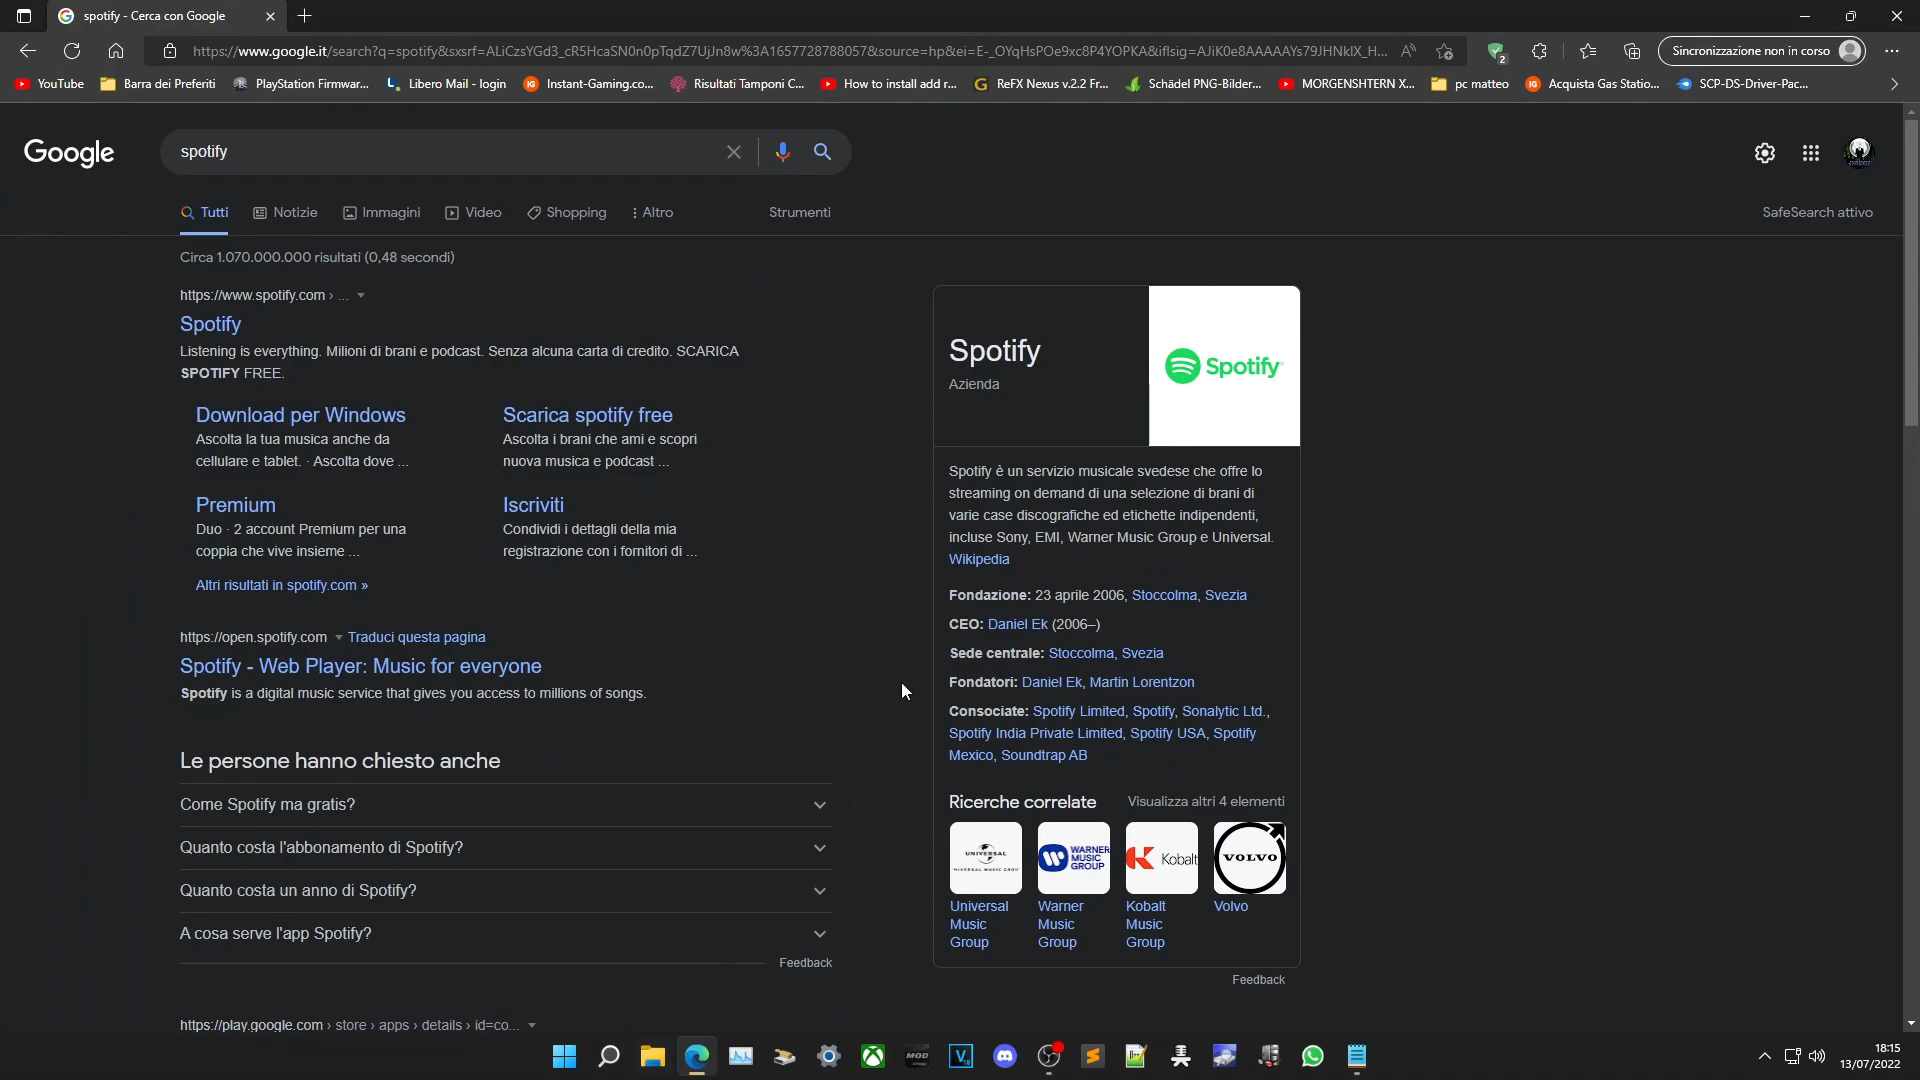 spotify - Cerca con Google
https://www.google.it/search?q=spotify&sxsrf=ALiCzsYGd3_cR5HcaSN0n0pTqdZ7UjJn8w%3A1657728788057&source=hp&ei=E-_OYqHsPOe9xc8P4YOPKA&iflsig=AJiK0e8AAAAAYs79JHNkIX_H...
2
Sincronizzazione non in corso
YouTube
Barra dei Preferiti
PlayStation Firmwar...
Libero Mail - login
Instant-Gaming.co...
Risultati Tamponi C...
How to install add r...
ReFX Nexus v.2.2 Fr...
Schädel PNG-Bilder...
MORGENSHTERN X...
pc matteo
Acquista Gas Statio...
SCP-DS-Driver-Pac...
Google
spotify
Tutti
Notizie
Immagini
Video
Shopping
Altro
Strumenti
SafeSearch attivo
Circa 1.070.000.000 risultati (0,48 secondi)
https://www.spotify.com › ...
Spotify
Listening is everything. Milioni di brani e podcast. Senza alcuna carta di credito. SCARICA
SPOTIFY FREE.
Download per Windows
Ascolta la tua musica anche da
cellulare e tablet. · Ascolta dove ...
Scarica spotify free
Ascolta i brani che ami e scopri
nuova musica e podcast ...
Premium
Duo · 2 account Premium per una
coppia che vive insieme ...
Iscriviti
Condividi i dettagli della mia
registrazione con i fornitori di ...
Altri risultati in spotify.com »
https://open.spotify.com
Traduci questa pagina
Spotify - Web Player: Music for everyone
Spotify is a digital music service that gives you access to millions of songs.
Le persone hanno chiesto anche
Come Spotify ma gratis?
Quanto costa l'abbonamento di Spotify?
Quanto costa un anno di Spotify?
A cosa serve l'app Spotify?
Feedback
https://play.google.com › store › apps › details › id=co...
Spotify
Azienda
Spotify
Spotify è un servizio musicale svedese che offre lo
streaming on demand di una selezione di brani di
varie case discografiche ed etichette indipendenti,
incluse Sony, EMI, Warner Music Group e Universal.
Wikipedia
Fondazione: 23 aprile 2006, Stoccolma, Svezia
CEO: Daniel Ek (2006–)
Sede centrale: Stoccolma, Svezia
Fondatori: Daniel Ek, Martin Lorentzon
Consociate: Spotify Limited, Spotify, Sonalytic Ltd.,
Spotify India Private Limited, Spotify USA, Spotify
Mexico, Soundtrap AB
Ricerche correlate
Visualizza altri 4 elementi
UNIVERSAL
WARNER
MUSIC
GROUP
Kobalt
VOLVO
Universal
Music
Group
Warner
Music
Group
Kobalt
Music
Group
Volvo
Feedback
MOD
18:15
13/07/2022